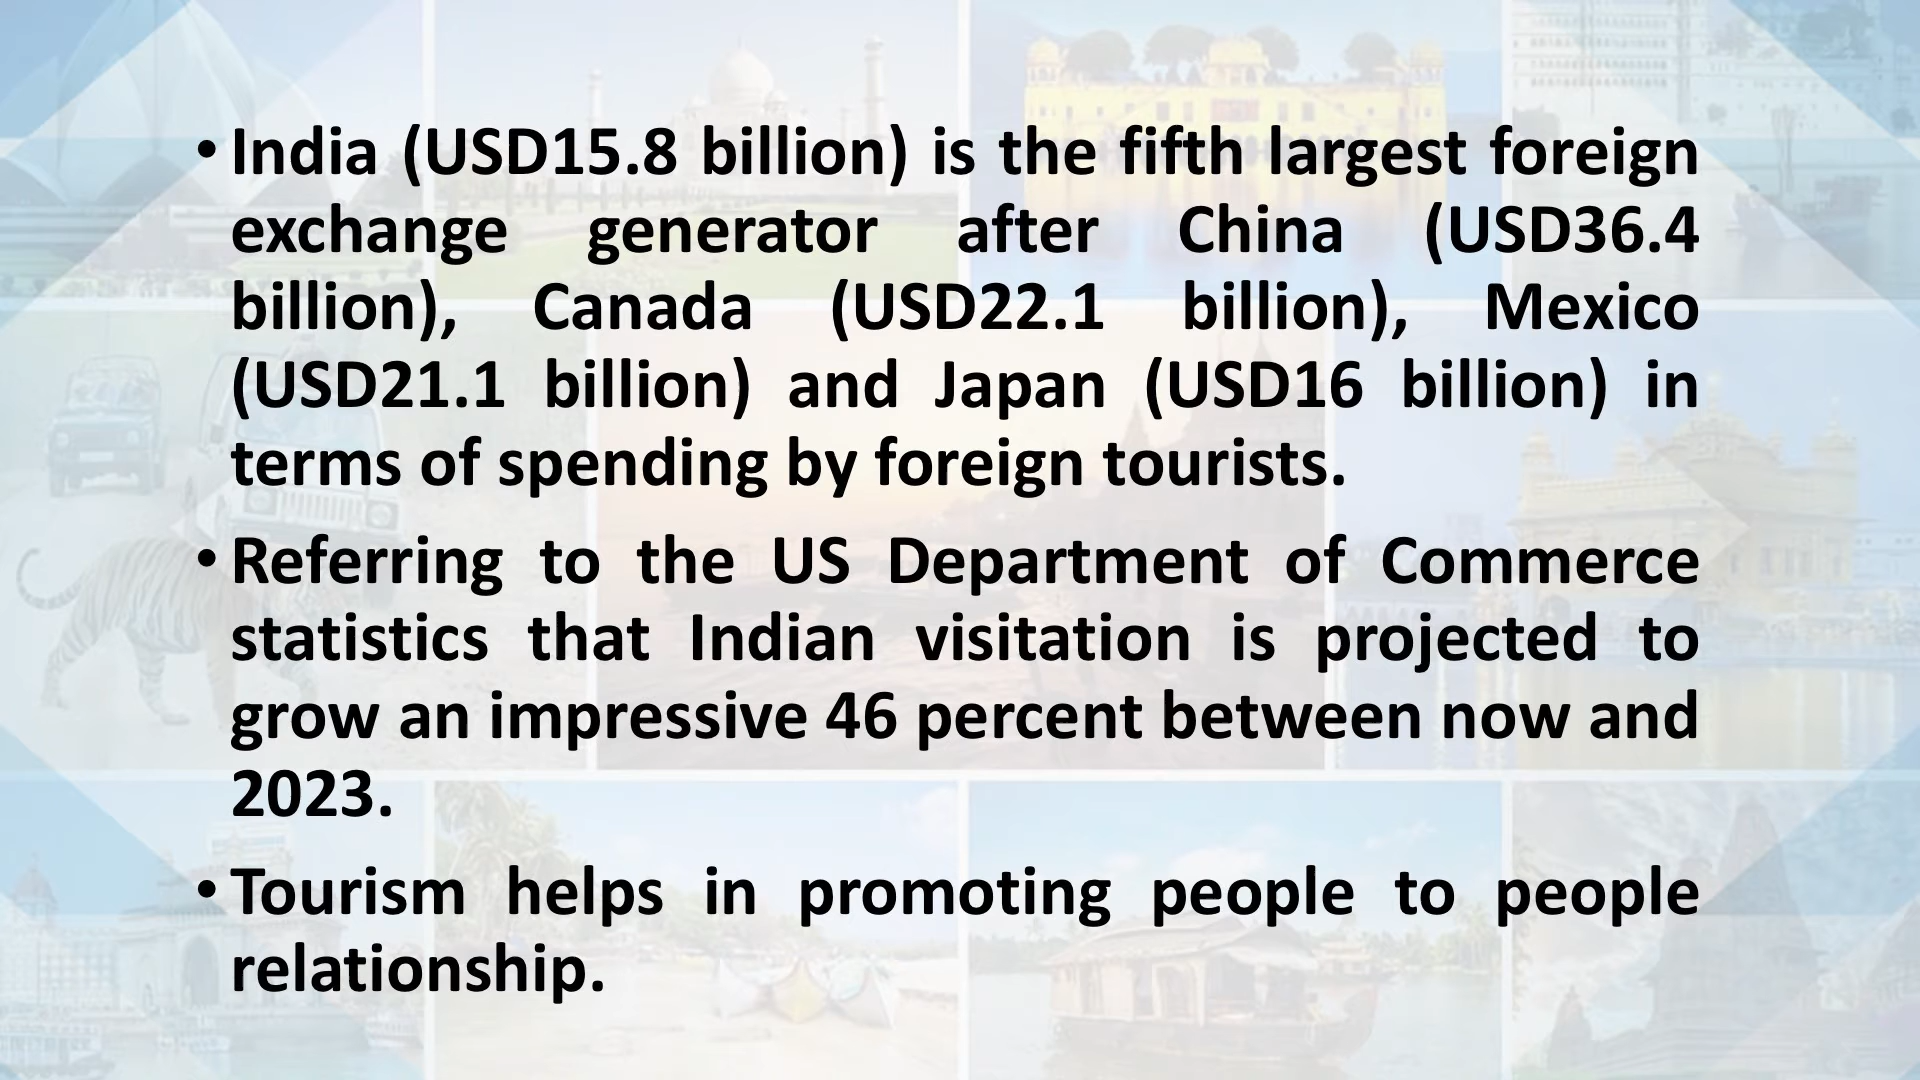 • India (USD15.8 billion) is the fifth largest foreign
exchange generator after China (USD36.4
billion), Canada (USD22.1 billion), Mexico
(USD21.1 billion) and Japan (USD16 billion) in
terms of spending by foreign tourists.
• Referring to the US Department of Commerce
statistics that Indian visitation is projected to
grow an impressive 46 percent between now and
2023.
• Tourism helps in promoting people to people
relationship.